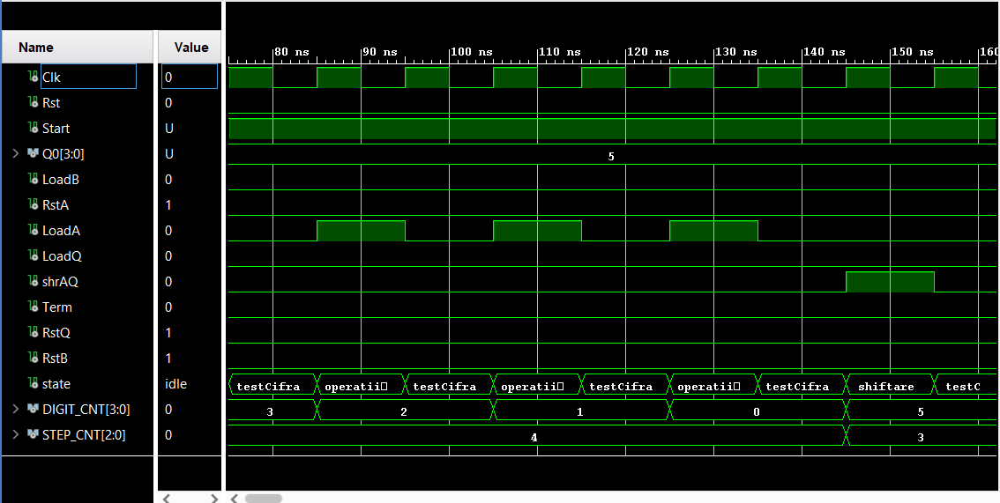 Name Value
80 ns 90 ns 100 ns 110 ns 120 ns 130 ns 140 ns 150 ns 160
Clk 0
Rst 0
Start U
Q0[3:0] U 5
LoadB 0
RstA 1
LoadA 0
LoadQ 0
shrAQ 0
Term 0
RstQ 1
RstB 1
state idle testCifra operatii▯ testCifra operatii▯ testCifra operatii▯ testCifra shiftare testC
DIGIT_CNT[3:0] 0 3 2 1 0 5
STEP_CNT[2:0] 0 4 3